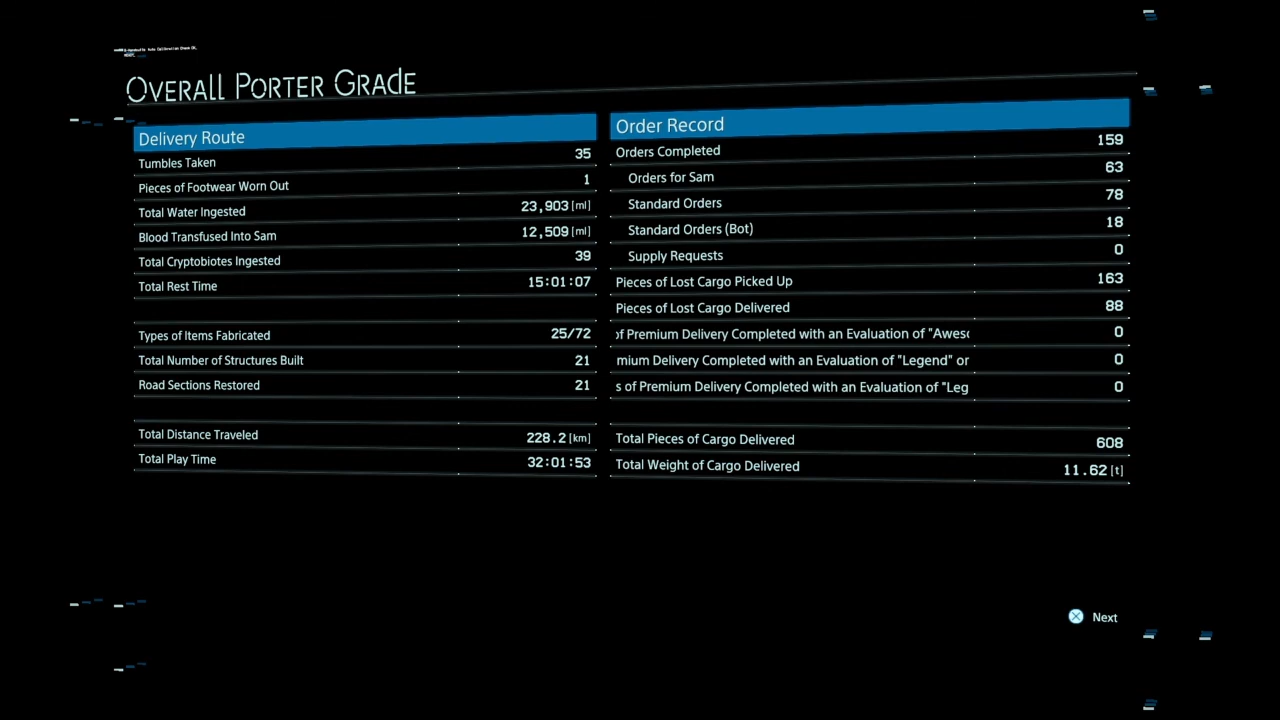 Overall Porter Grade
Delivery Route
Tumbles Taken 35
Pieces of Footwear Worn Out 1
Total Water Ingested 23,903 [ml]
Blood Transfused Into Sam 12,509 [ml]
Total Cryptobiotes Ingested 39
Total Rest Time 15:01:07
Types of Items Fabricated 25/72
Total Number of Structures Built 21
Road Sections Restored 21
Total Distance Traveled 228.2 [km]
Total Play Time 32:01:53
Order Record
Orders Completed 159
Orders for Sam 63
Standard Orders 78
Standard Orders (Bot) 18
Supply Requests 0
Pieces of Lost Cargo Picked Up 163
Pieces of Lost Cargo Delivered 88
of Premium Delivery Completed with an Evaluation of "Aweso 0
mium Delivery Completed with an Evaluation of "Legend" or 0
s of Premium Delivery Completed with an Evaluation of "Leg 0
Total Pieces of Cargo Delivered 608
Total Weight of Cargo Delivered 11.62 [t]
Next